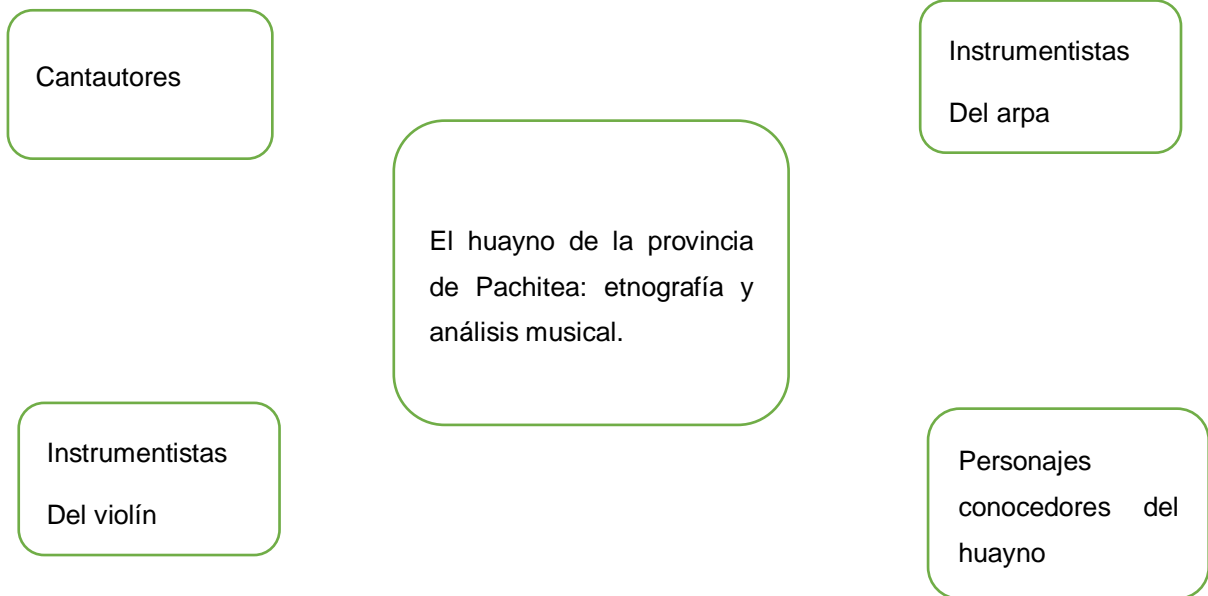 Cantautores
Instrumentistas
Del arpa
El huayno de la provincia
de Pachitea: etnografía y
análisis musical.
Instrumentistas
Del violín
Personajes
conocedores del
huayno